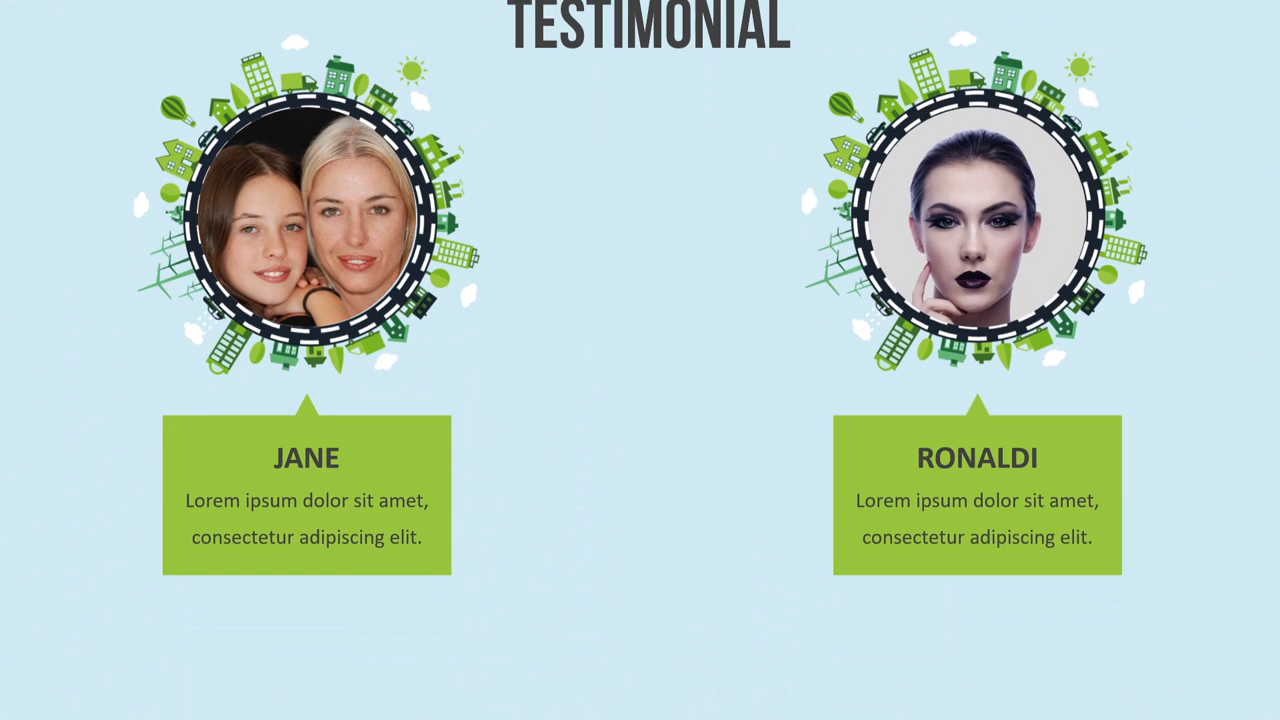 TESTIMONIAL
JANE
Lorem ipsum dolor sit amet,
consectetur adipiscing elit.
RONALDI
Lorem ipsum dolor sit amet,
consectetur adipiscing elit.